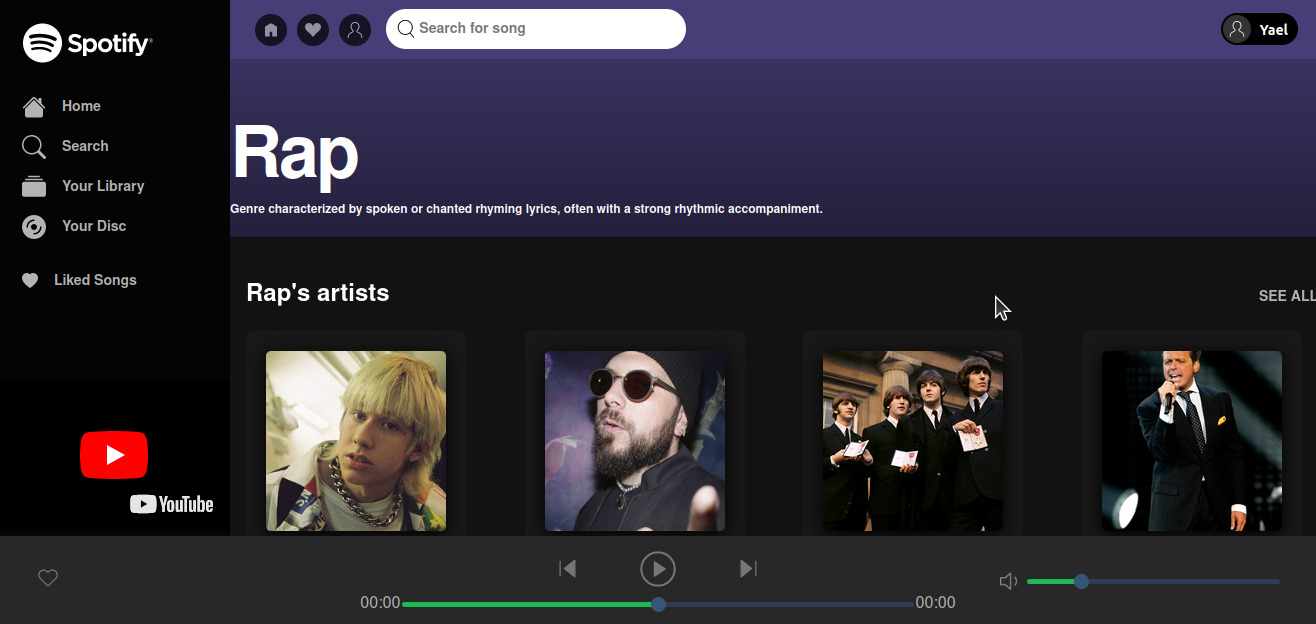 Spotify®
Home
Search
Your Library
Your Disc
Liked Songs
YouTube
Search for song
Yael
Rap
Genre characterized by spoken or chanted rhyming lyrics, often with a strong rhythmic accompaniment.
Rap's artists
SEE ALL
00:00
00:00